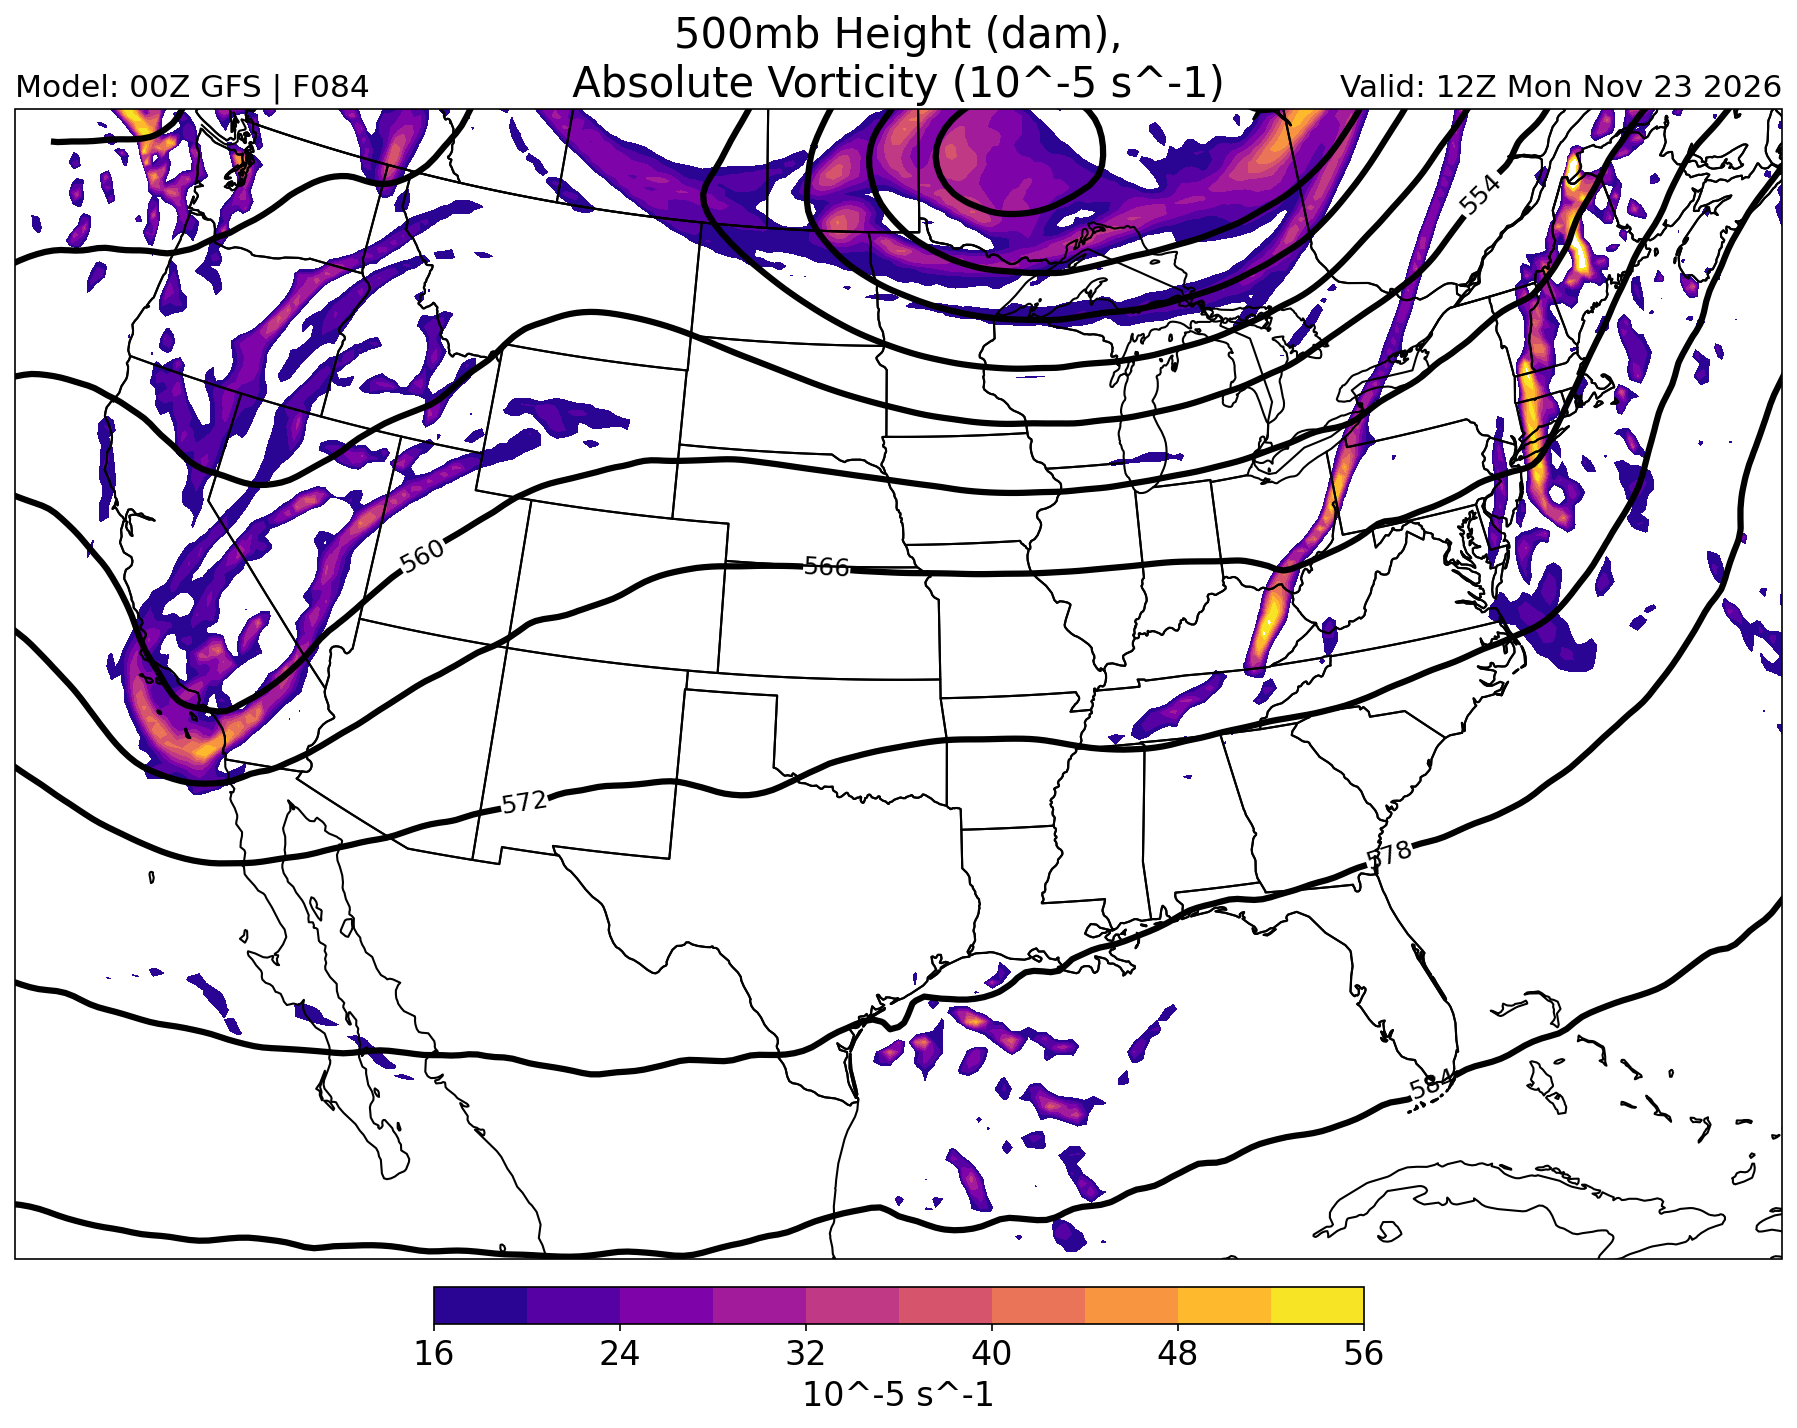 500mb Height (dam),
Absolute Vorticity (10^-5 s^-1)
Model: 00Z GFS | F084
Valid: 12Z Mon Nov 23 2026
554
560
566
572
578
584
16 24 32 40 48 56
10^-5 s^-1